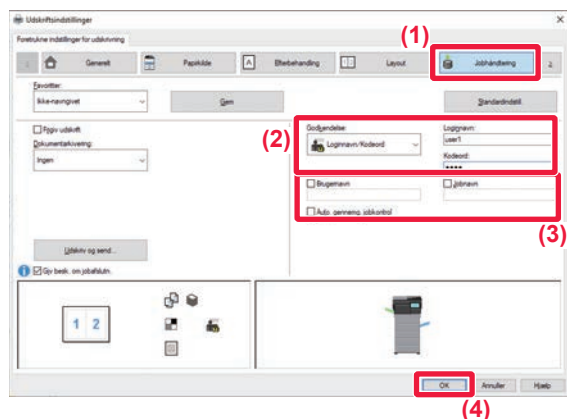 Udskriftsindstillinger
Foretrukne indstillinger for udskrivning
(1)
Generelt Papirkilde Efterbehandling Layout Jobhåndtering
Favoritter:
Ikke-navngivet Gem Standardindstill.
Frigiv udskrift
Dokumentarkivering:
Ingen
(2)
Godkendelse:
Loginnavn/Kodeord
Loginnavn:
user1
Kodeord:
••••
Brugernavn Jobnavn
Auto. gennemg. jobkontrol
(3)
Udskriv og send...
Giv besk. om jobafslutn.
1 2
OK Annuller Hjælp
(4)